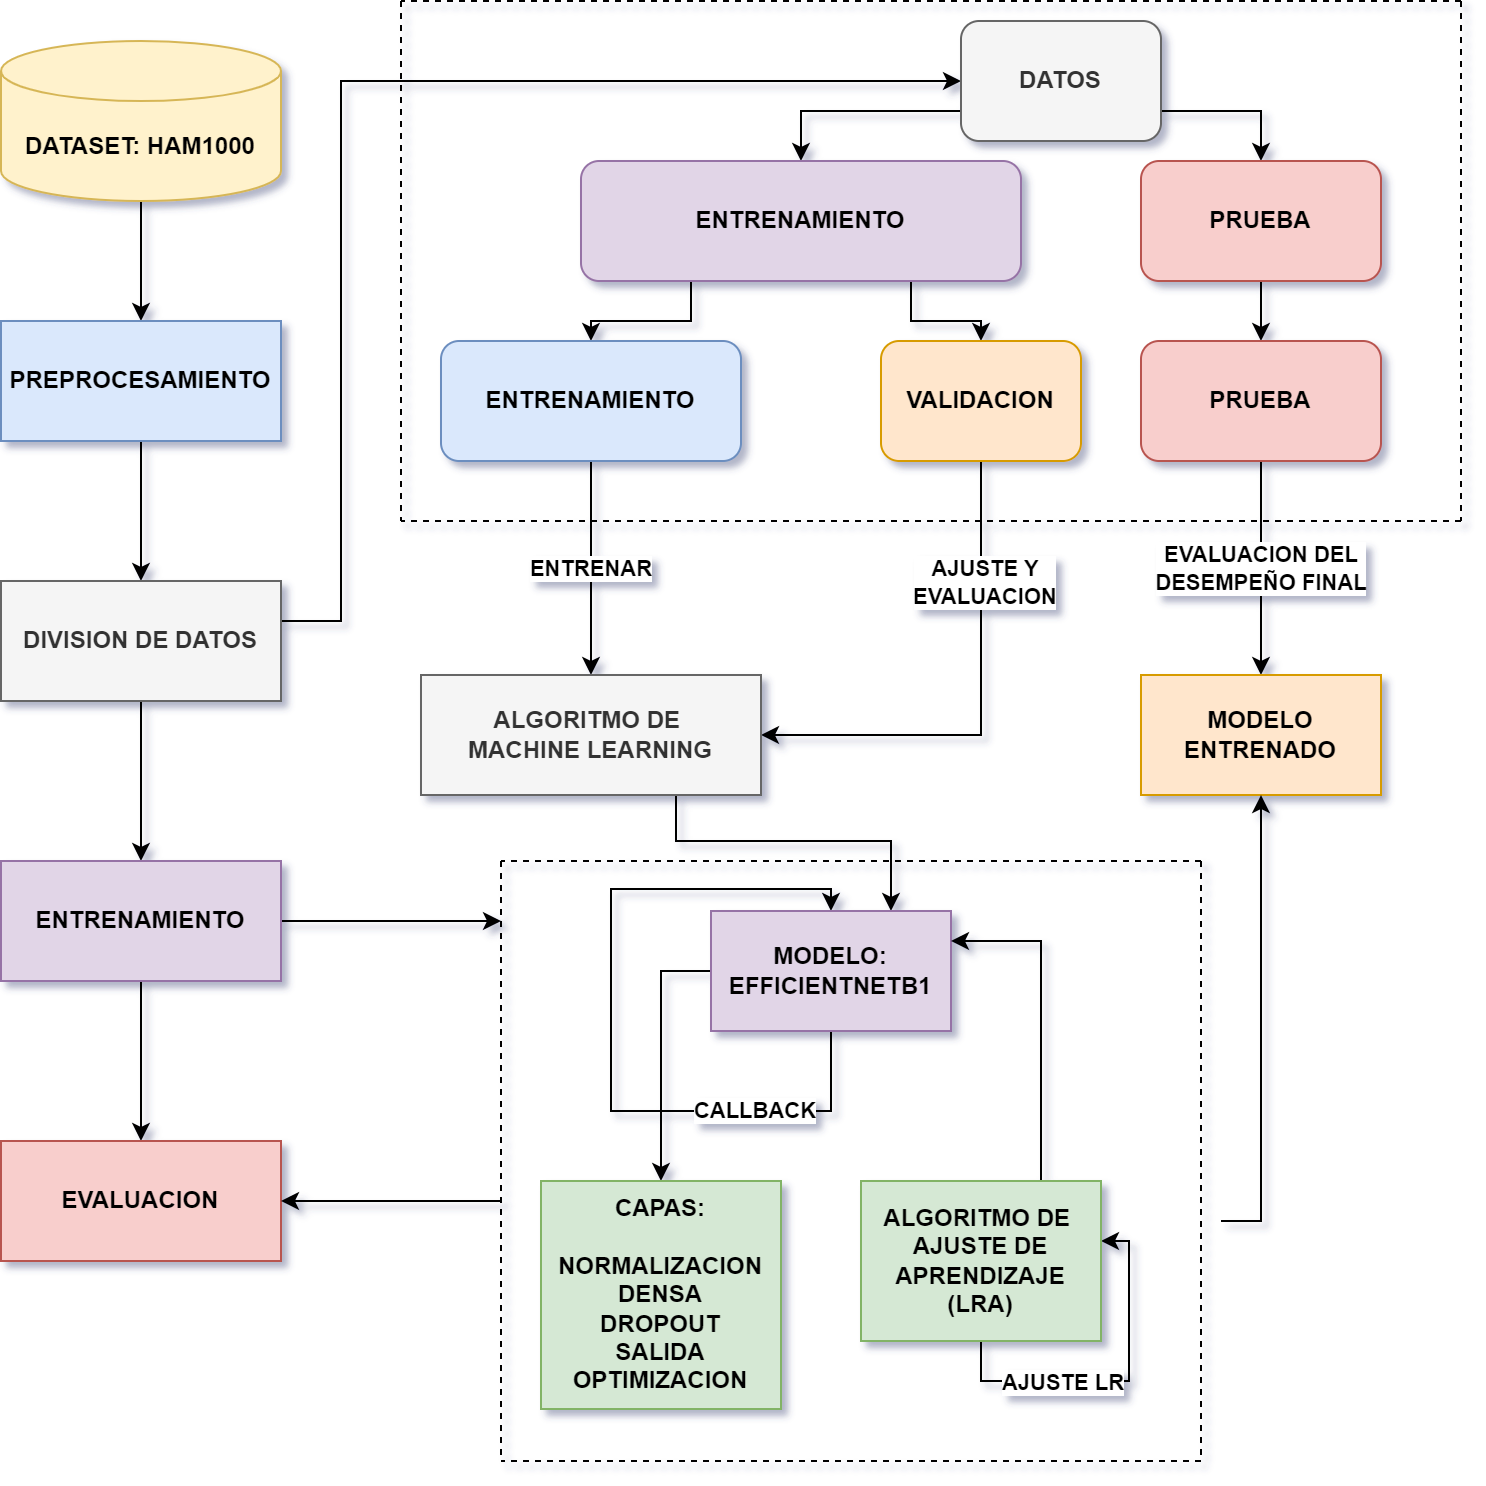 DATASET: HAM1000
PREPROCESAMIENTO
DIVISION DE DATOS
ENTRENAMIENTO
EVALUACION
DATOS
ENTRENAMIENTO
PRUEBA
ENTRENAMIENTO
VALIDACION
PRUEBA
ENTRENAR
AJUSTE Y
EVALUACION
EVALUACION DEL
DESEMPEÑO FINAL
ALGORITMO DE
MACHINE LEARNING
MODELO
ENTRENADO
MODELO:
EFFICIENTNETB1
CALLBACK
CAPAS:
NORMALIZACION
DENSA
DROPOUT
SALIDA
OPTIMIZACION
ALGORITMO DE
AJUSTE DE
APRENDIZAJE
(LRA)
AJUSTE LR